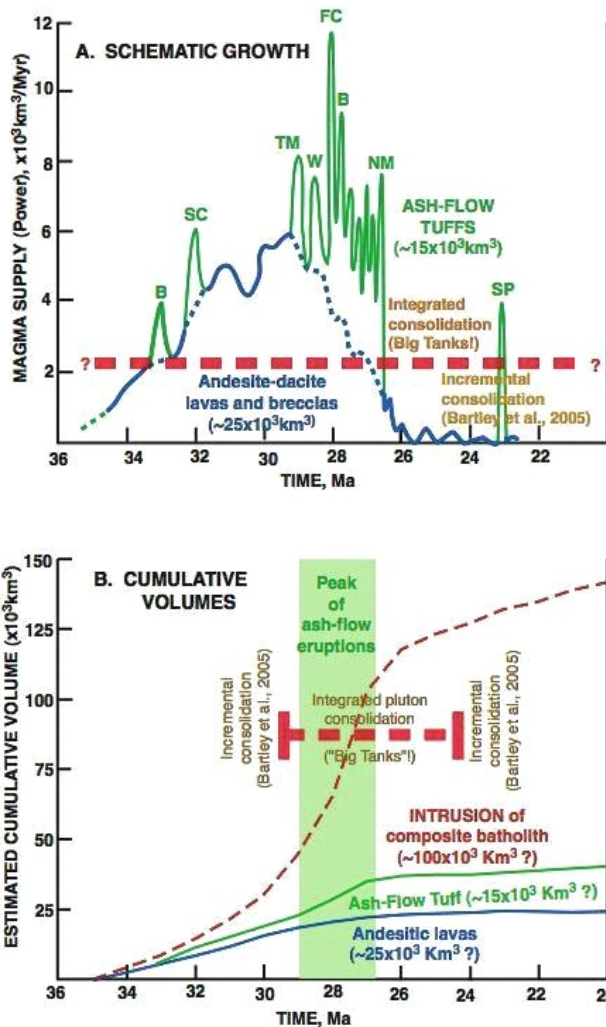 A. SCHEMATIC GROWTH
MAGMA SUPPLY (Power), x10³km³/Myr)
12
10
8
6
4
2
FC
B
TM
W
NM
SC
B
SP
ASH-FLOW
TUFFS
(~15x10³km³)
Integrated
consolidation
(Big Tanks!)
?
?
Andesite-dacite
lavas and breccias
(~25x10³km³)
Incremental
consolidation
(Bartley et al., 2005)
36
34
32
30
28
26
24
22
TIME, Ma
B. CUMULATIVE
VOLUMES
ESTIMATED CUMULATIVE VOLUME (x10³km³)
150
125
100
75
50
25
Peak
of
ash-flow
eruptions
Incremental
consolidation
(Bartley et al., 2005)
Integrated pluton
consolidation
("Big Tanks"!)
Incremental
consolidation
(Bartley et al., 2005)
INTRUSION of
composite batholith
(~100x10³ Km³ ?)
Ash-Flow Tuff (~15x10³ Km³ ?)
Andesitic lavas
(~25x10³ Km³ ?)
36
34
32
30
28
26
24
22
TIME, Ma